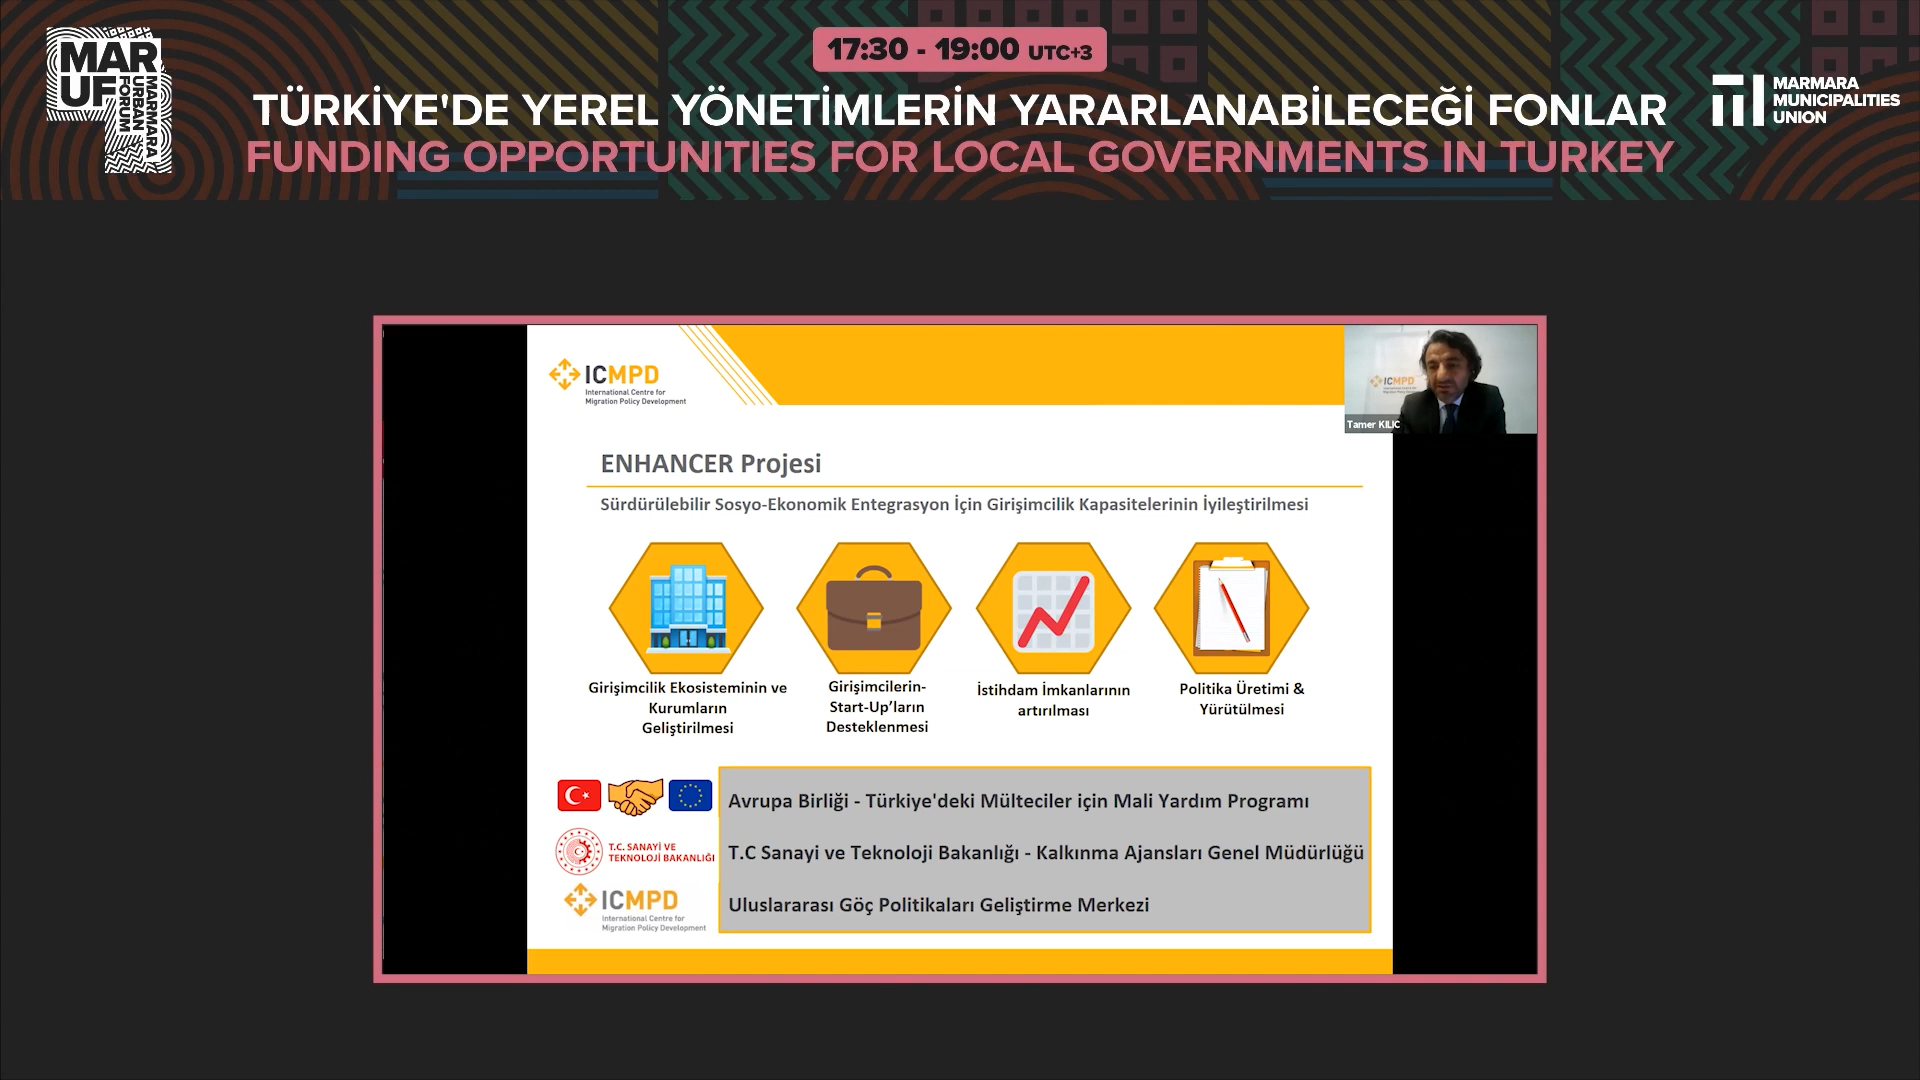 MAR
UF
MARMARA
URBAN
FORUM
17:30 - 19:00 UTC+3
TÜRKİYE'DE YEREL YÖNETİMLERİN YARARLANABİLECEĞİ FONLAR
FUNDING OPPORTUNITIES FOR LOCAL GOVERNMENTS IN TURKEY
MARMARA
MUNICIPALITIES
UNION
ICMPD
International Centre for
Migration Policy Development
ICMPD
Tamer KILIC
ENHANCER Projesi
Sürdürülebilir Sosyo-Ekonomik Entegrasyon İçin Girişimcilik Kapasitelerinin İyileştirilmesi
Girişimcilik Ekosisteminin ve
Kurumların
Geliştirilmesi
Girişimcilerin-
Start-Up’ların
Desteklenmesi
İstihdam İmkanlarının
artırılması
Politika Üretimi &
Yürütülmesi
Avrupa Birliği - Türkiye'deki Mülteciler için Mali Yardım Programı
T.C. SANAYİ VE
TEKNOLOJİ BAKANLIĞI
T.C Sanayi ve Teknoloji Bakanlığı - Kalkınma Ajansları Genel Müdürlüğü
ICMPD
International Centre for
Migration Policy Development
Uluslararası Göç Politikaları Geliştirme Merkezi